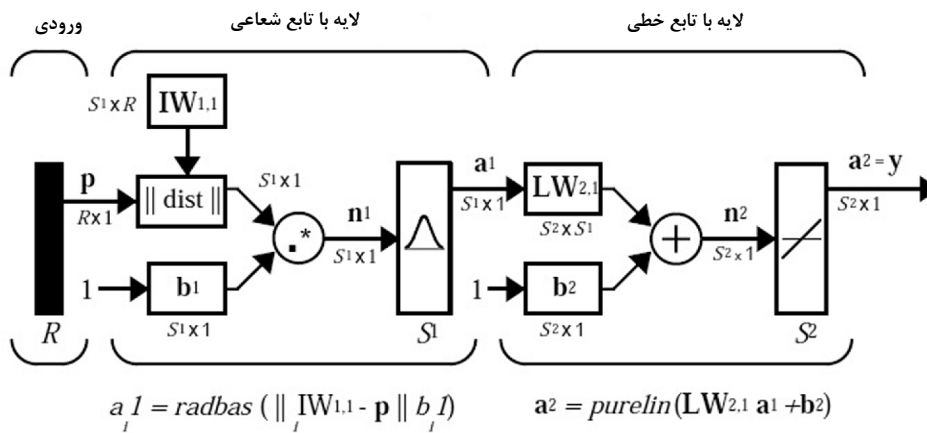 ورودی
لایه با تابع شعاعی
لایه با تابع خطی
S¹ x R
IW1,1
p
R x 1
|| dist ||
S¹ x 1
.*
n¹
S¹ x 1
a¹
S¹ x 1
LW2,1
S² x S¹
+
n²
S² x 1
a² = y
S² x 1
1
b¹
S¹ x 1
1
b²
S² x 1
R
S¹
S²
a i 1 = radbas ( || i IW1,1 - p || b i 1)
a² = purelin(LW2,1 a¹ +b²)